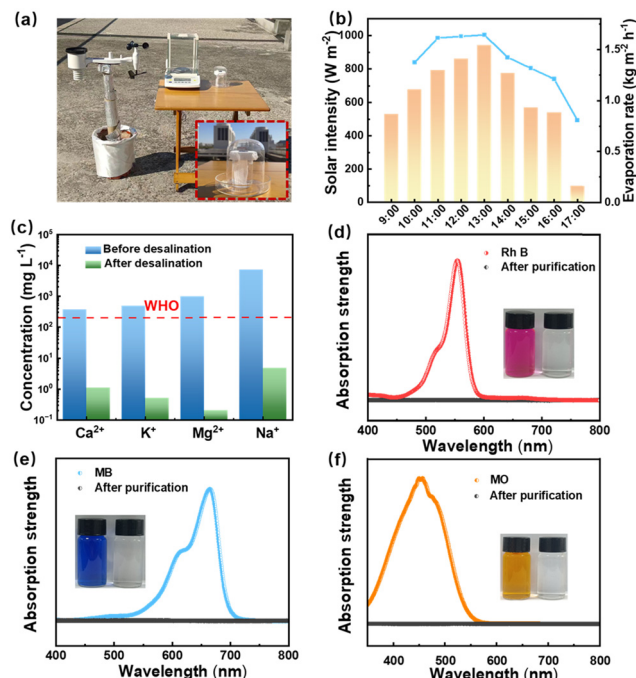 (a)
(b)
1000
800
600
400
200
0
Solar intensity (W m⁻²)
1.5
1.0
0.5
0.0
Evaporation rate (kg m⁻² h⁻¹)
9:00
10:00
11:00
12:00
13:00
14:00
15:00
16:00
17:00
(c)
Before desalination
After desalination
WHO
10⁵
10⁴
10³
10²
10¹
10⁰
10⁻¹
Concentration (mg L⁻¹)
Ca²⁺ K⁺ Mg²⁺ Na⁺
(d)
Rh B
After purification
Absorption strength
400 500 600 700 800
Wavelength (nm)
(e)
MB
After purification
Absorption strength
400 500 600 700 800
Wavelength (nm)
(f)
MO
After purification
Absorption strength
400 500 600 700 800
Wavelength (nm)